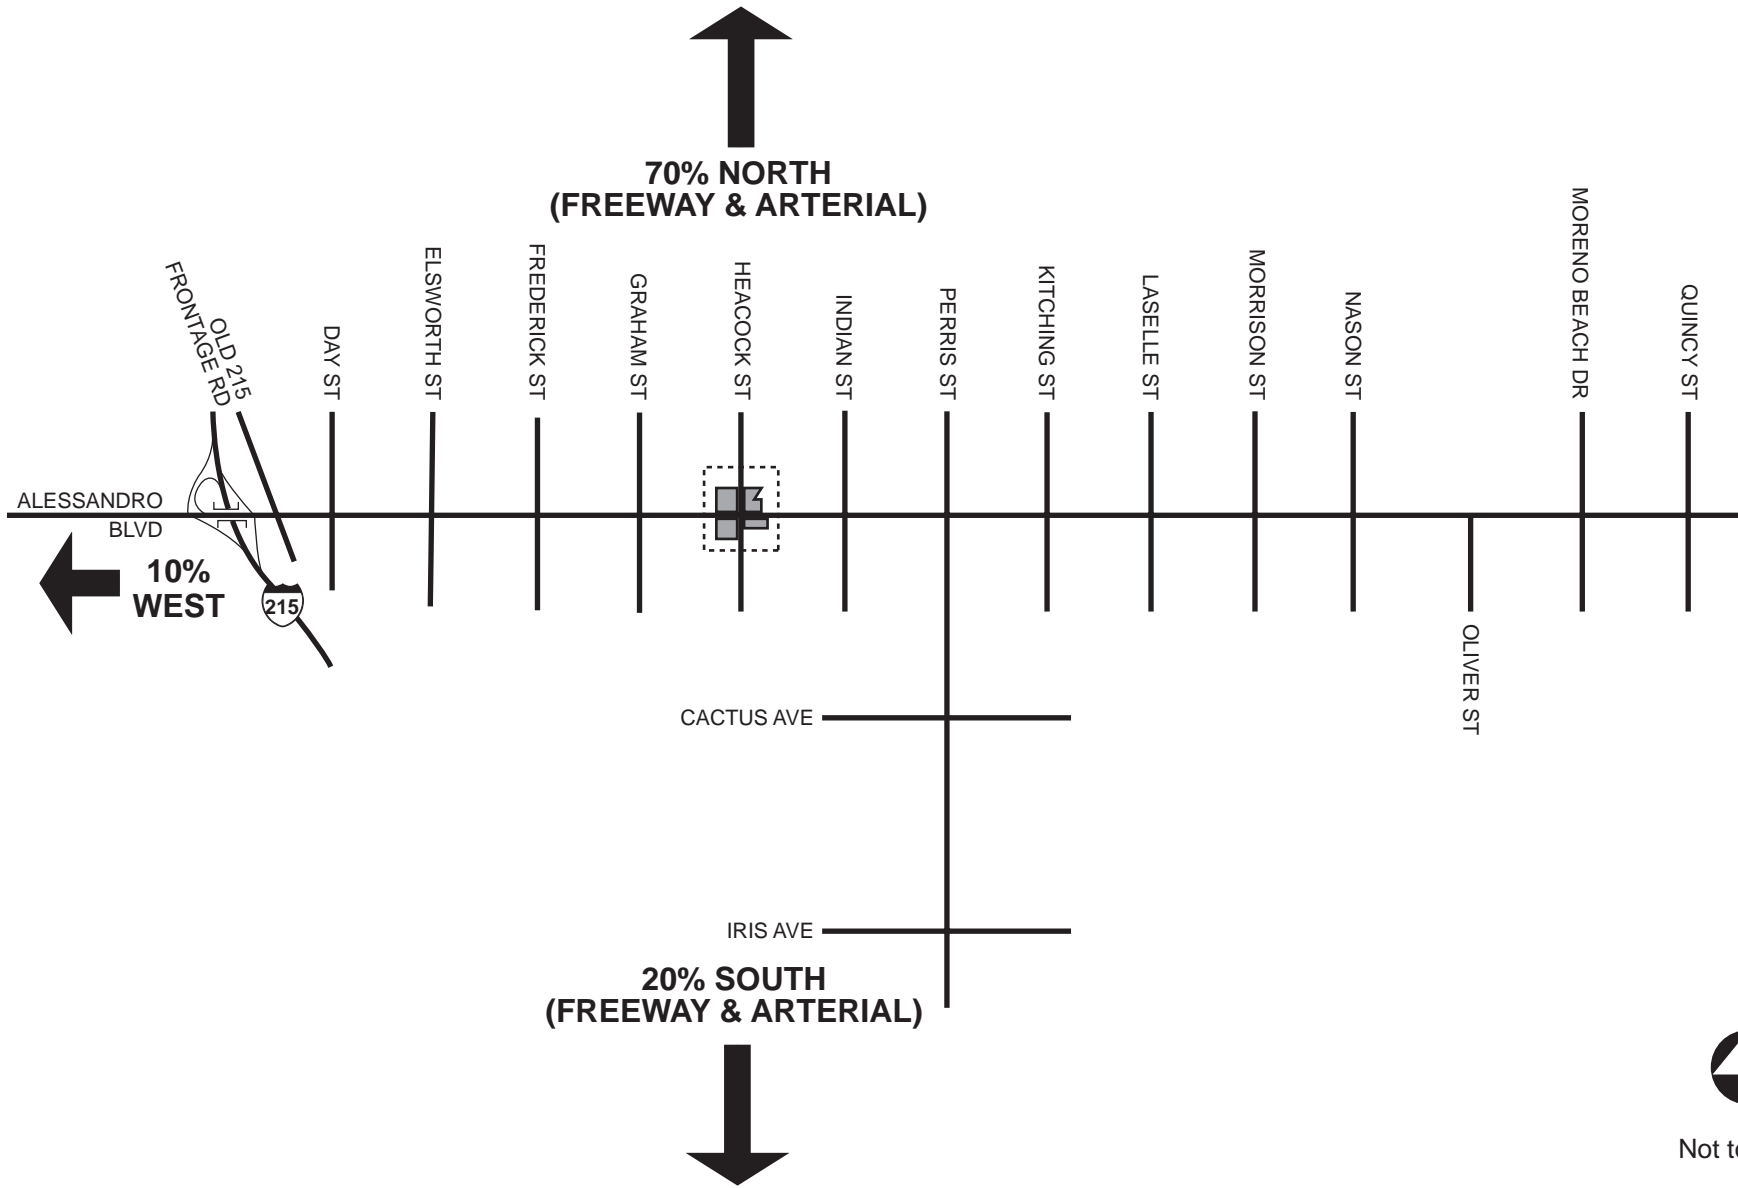 70% NORTH
(FREEWAY & ARTERIAL)
FRONTAGE RD
OLD 215
DAY ST
ELSWORTH ST
FREDERICK ST
GRAHAM ST
HEACOCK ST
INDIAN ST
PERRIS ST
KITCHING ST
LASELLE ST
MORRISON ST
NASON ST
MORENO BEACH DR
QUINCY ST
ALESSANDRO
BLVD
10%
WEST
215
OLIVER ST
CACTUS AVE
IRIS AVE
20% SOUTH
(FREEWAY & ARTERIAL)
Not